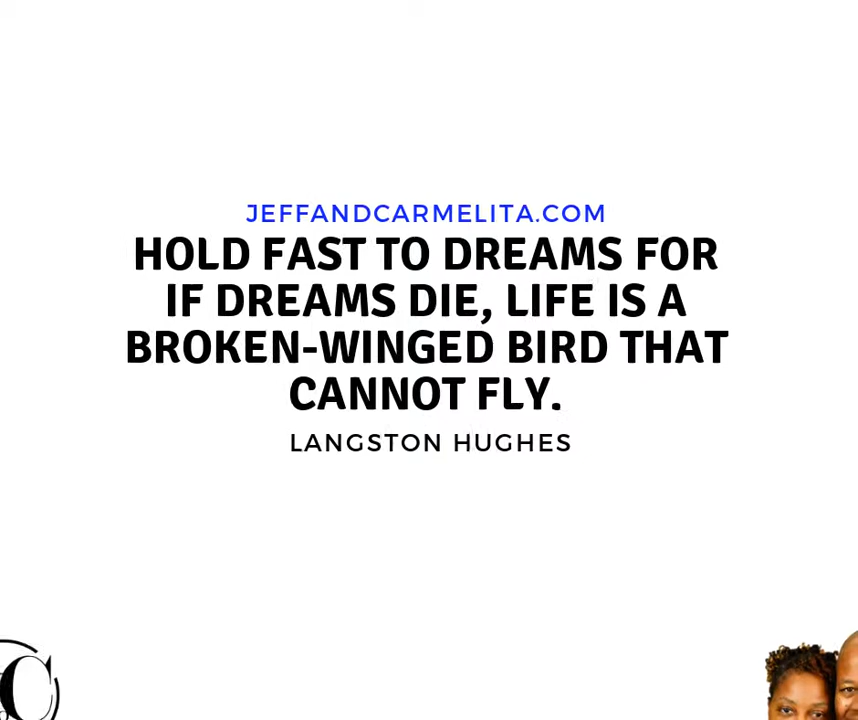 JEFFANDCARMELITA.COM
HOLD FAST TO DREAMS FOR
IF DREAMS DIE, LIFE IS A
BROKEN-WINGED BIRD THAT
CANNOT FLY.
LANGSTON HUGHES
C